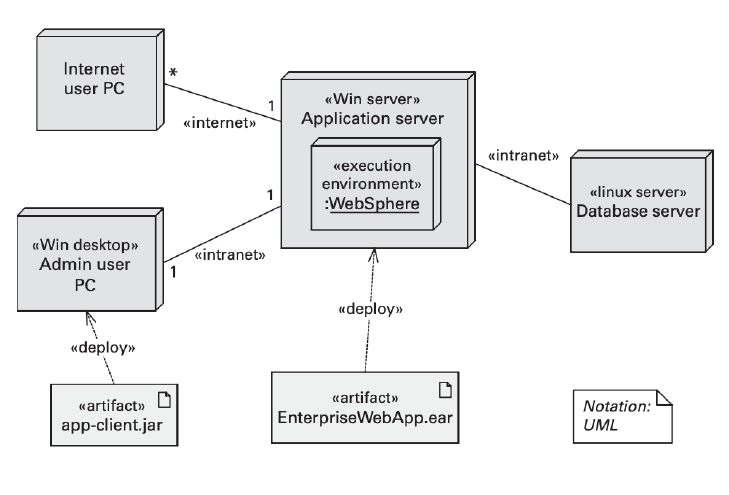 Internet
user PC
*
1
«internet»
«Win server»
Application server
«execution
environment»
:WebSphere
«intranet»
«linux server»
Database server
«Win desktop»
Admin user
PC
1
1
«intranet»
«deploy»
«deploy»
«artifact»
app-client.jar
«artifact»
EnterpriseWebApp.ear
Notation:
UML